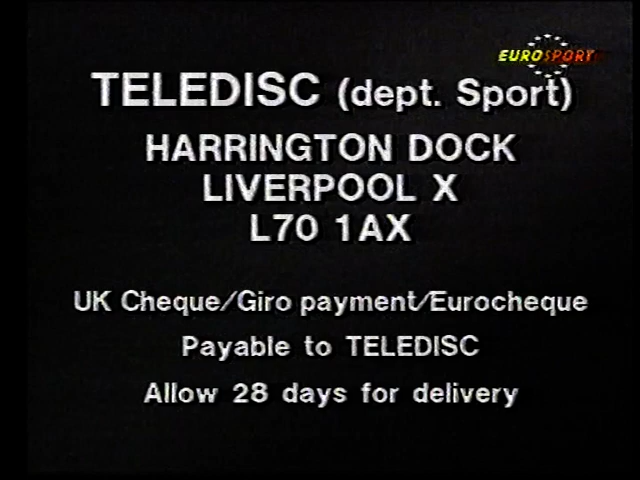 EUROSPORT
TELEDISC (dept. Sport)
HARRINGTON DOCK
LIVERPOOL X
L70 1AX
UK Cheque/Giro payment/Eurocheque
Payable to TELEDISC
Allow 28 days for delivery